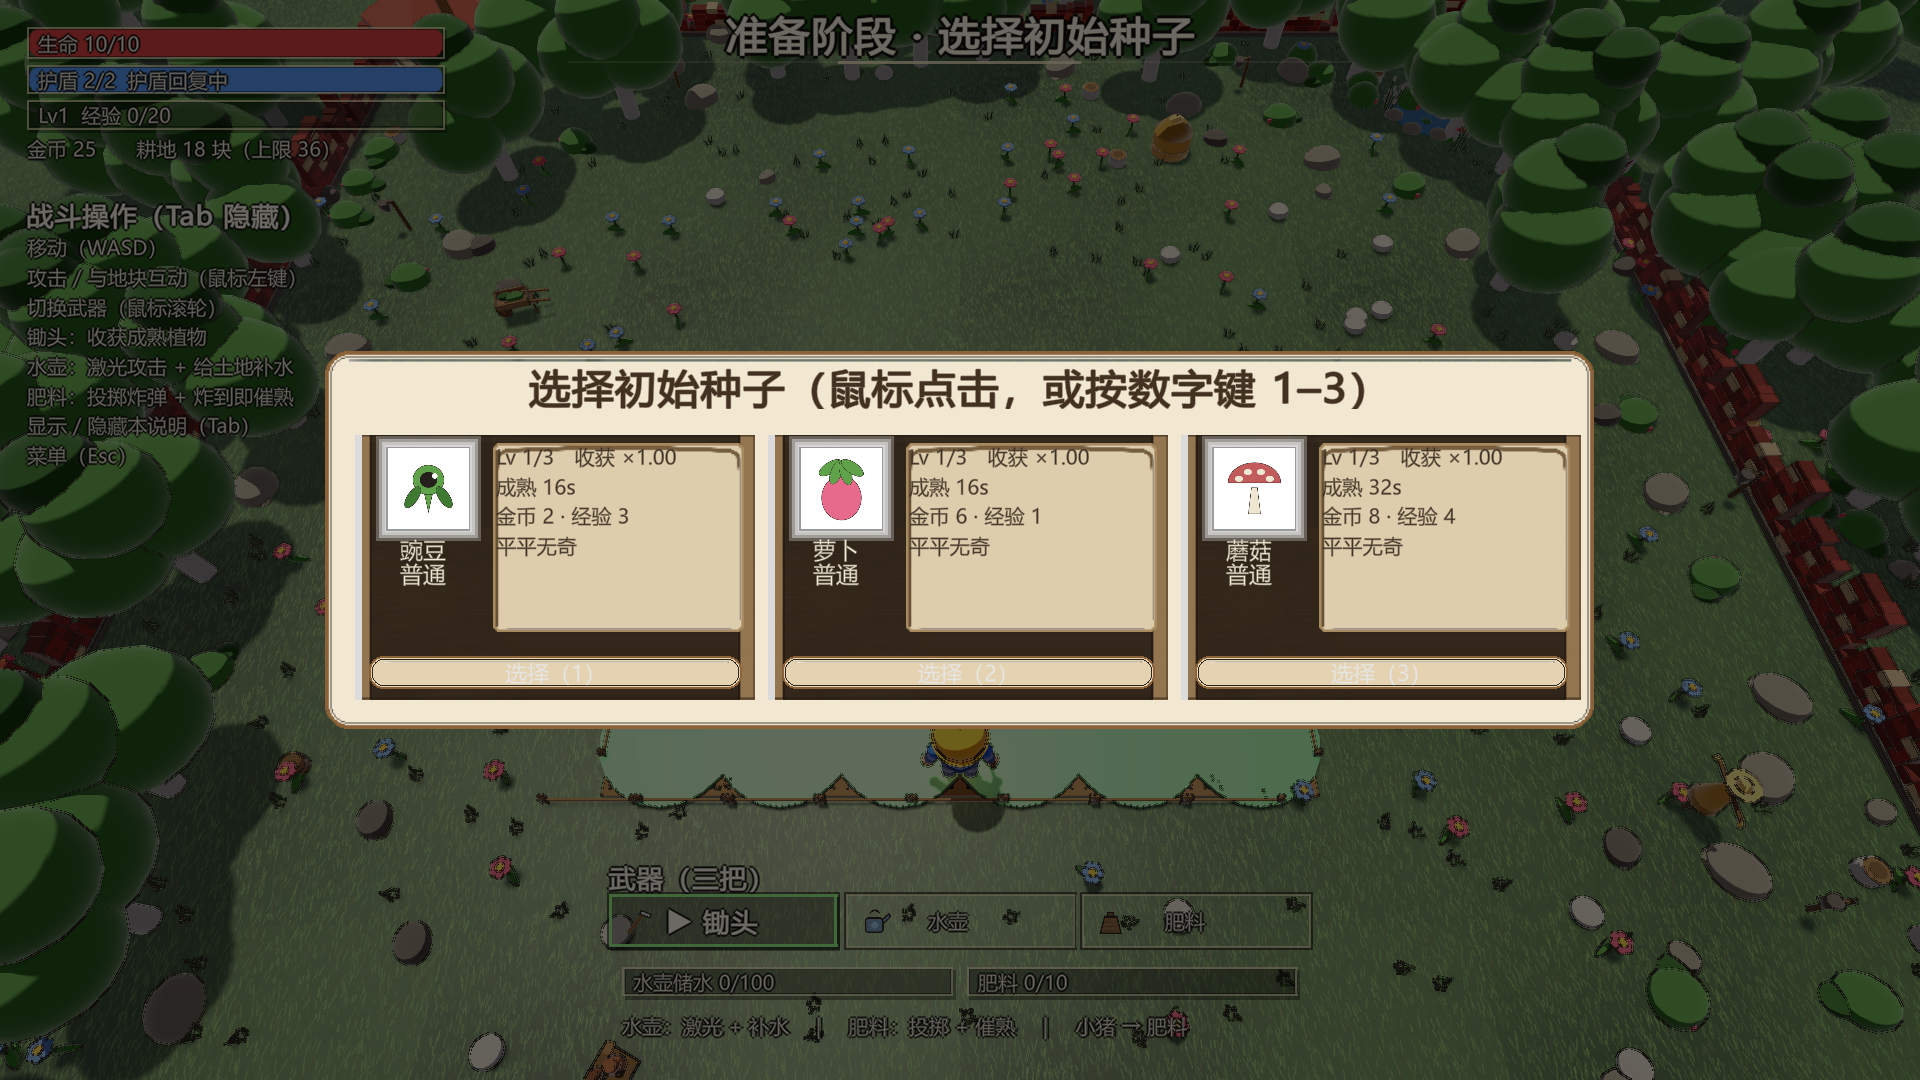 准备阶段 · 选择初始种子
生命 10/10
护盾 2/2 护盾回复中
Lv1 经验 0/20
金币 25 耕地 18 块（上限 36）
战斗操作（Tab 隐藏）
移动（WASD）
攻击 / 与地块互动（鼠标左键）
切换武器（鼠标滚轮）
锄头：收获成熟植物
水壶：激光攻击 + 给土地补水
肥料：投掷炸弹 + 炸到即催熟
显示 / 隐藏本说明（Tab）
菜单（Esc）
选择初始种子（鼠标点击，或按数字键 1–3）
Lv 1/3 收获 ×1.00
成熟 16s
金币 2 · 经验 3
平平无奇
豌豆
普通
选择（1）
Lv 1/3 收获 ×1.00
成熟 16s
金币 6 · 经验 1
平平无奇
萝卜
普通
选择（2）
Lv 1/3 收获 ×1.00
成熟 32s
金币 8 · 经验 4
平平无奇
蘑菇
普通
选择（3）
武器（三把）
▶ 锄头
水壶
肥料
水壶储水 0/100
肥料 0/10
水壶：激光 + 补水 | 肥料：投掷 + 催熟 | 小猪 → 肥料